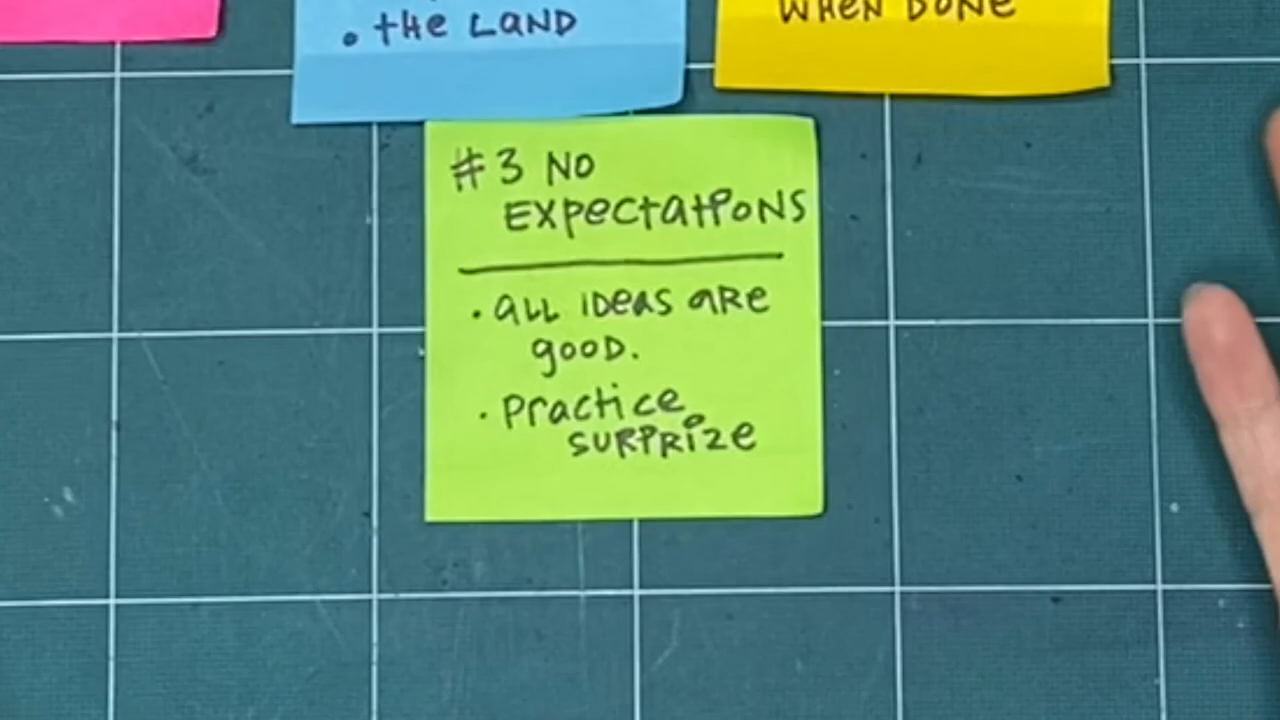 • the LAND
WHEN DONE
#3 NO
EXPectatiONS
• aLL IDeas aRe
gooD.
• Practice
SURPRiZe